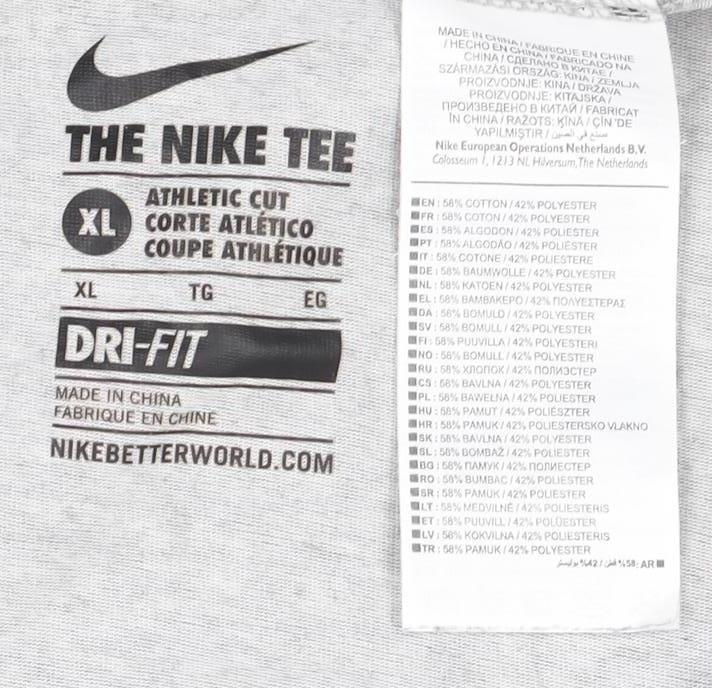 THE NIKE TEE
XL
ATHLETIC CUT
CORTE ATLÉTICO
COUPE ATHLÉTIQUE
XL TG EG
DRI-FIT
MADE IN CHINA
FABRIQUE EN CHINE
NIKEBETTERWORLD.COM
MADE IN CHINA / FABRIQUE EN CHINE
/ HECHO EN CHINA / FABRICADO NA
CHINA / СДЕЛАНО В КИТАЕ /
SZÁRMAZÁSI ORSZÁG: KÍNA / ZEMLJA
PROIZVODNJE: KINA / DRŽAVA
PROIZVODNJE: KITAJSKA /
ПРОИЗВЕДЕНО В КИТАЙ / FABRICAT
ÎN CHINA / RAŽOTS: ĶĪNĀ / ÇİN'DE
YAPILMIŞTIR / صنع في الصين
Nike European Operations Netherlands B.V.
Colosseum 1, 1213 NL Hilversum, The Netherlands
EN : 58% COTTON / 42% POLYESTER
FR : 58% COTON / 42% POLYESTER
ES : 58% ALGODON / 42% POLIESTER
PT : 58% ALGODÃO / 42% POLIÉSTER
IT : 58% COTONE / 42% POLIESTERE
DE : 58% BAUMWOLLE / 42% POLYESTER
NL : 58% KATOEN / 42% POLYESTER
EL : 58% ΒΑΜΒΑΚΕΡΟ / 42% ΠΟΛΥΕΣΤΕΡΑΣ
DA : 58% BOMULD / 42% POLYESTER
SV : 58% BOMULL / 42% POLYESTER
FI : 58% PUUVILLA / 42% POLYESTERI
NO : 58% BOMULL / 42% POLYESTER
RU : 58% ХЛОПОК / 42% ПОЛИЭСТЕР
CS : 58% BAVLNA / 42% POLYESTER
PL : 58% BAWEŁNA / 42% POLYESTER
HU : 58% PAMUT / 42% POLIÉSZTER
HR : 58% PAMUK / 42% POLIESTERSKO VLAKNO
SK : 58% BAVLNA / 42% POLYESTER
SL : 58% BOMBAŽ / 42% POLIESTER
BG : 58% ПАМУК / 42% ПОЛИЕСТЕР
RO : 58% BUMBAC / 42% POLIESTER
SR : 58% PAMUK / 42% POLIESTER
LT : 58% MEDVILNĖ / 42% POLIESTERIS
ET : 58% PUUVILL / 42% POLÜESTER
LV : 58% KOKVILNA / 42% POLIESTERIS
TR : 58% PAMUK / 42% POLYESTER
AR :58% قطن / 42% بوليستر